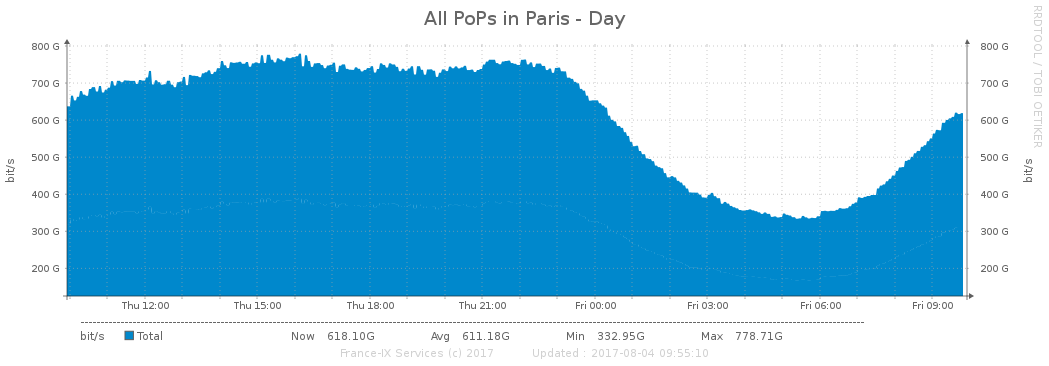 All PoPs in Paris - Day
RRDTOOL / TOBI OETIKER
bit/s
800 G
700 G
600 G
500 G
400 G
300 G
200 G
800 G
700 G
600 G
500 G
400 G
300 G
200 G
bit/s
Thu 12:00 Thu 15:00 Thu 18:00 Thu 21:00 Fri 00:00 Fri 03:00 Fri 06:00 Fri 09:00
bit/s Total Now 618.10G Avg 611.18G Min 332.95G Max 778.71G
France-IX Services (c) 2017 Updated : 2017-08-04 09:55:10